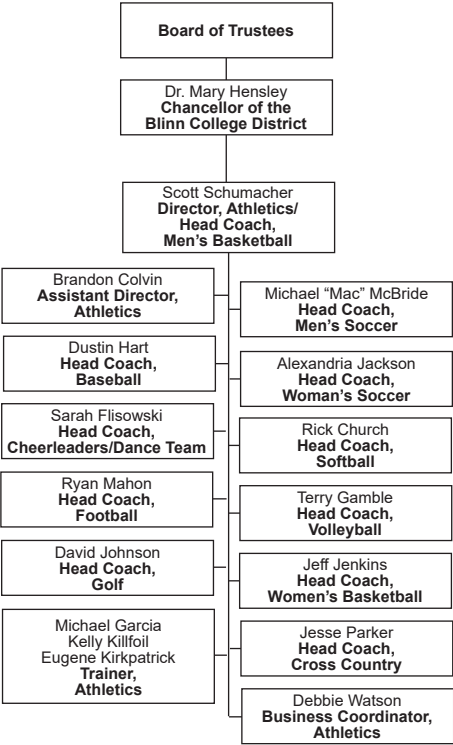 Board of Trustees
Dr. Mary Hensley
Chancellor of the
Blinn College District
Scott Schumacher
Director, Athletics/
Head Coach,
Men's Basketball
Brandon Colvin
Assistant Director,
Athletics
Michael “Mac” McBride
Head Coach,
Men's Soccer
Dustin Hart
Head Coach,
Baseball
Alexandria Jackson
Head Coach,
Woman's Soccer
Sarah Flisowski
Head Coach,
Cheerleaders/Dance Team
Rick Church
Head Coach,
Softball
Ryan Mahon
Head Coach,
Football
Terry Gamble
Head Coach,
Volleyball
David Johnson
Head Coach,
Golf
Jeff Jenkins
Head Coach,
Women's Basketball
Michael Garcia
Kelly Killfoil
Eugene Kirkpatrick
Trainer,
Athletics
Jesse Parker
Head Coach,
Cross Country
Debbie Watson
Business Coordinator,
Athletics